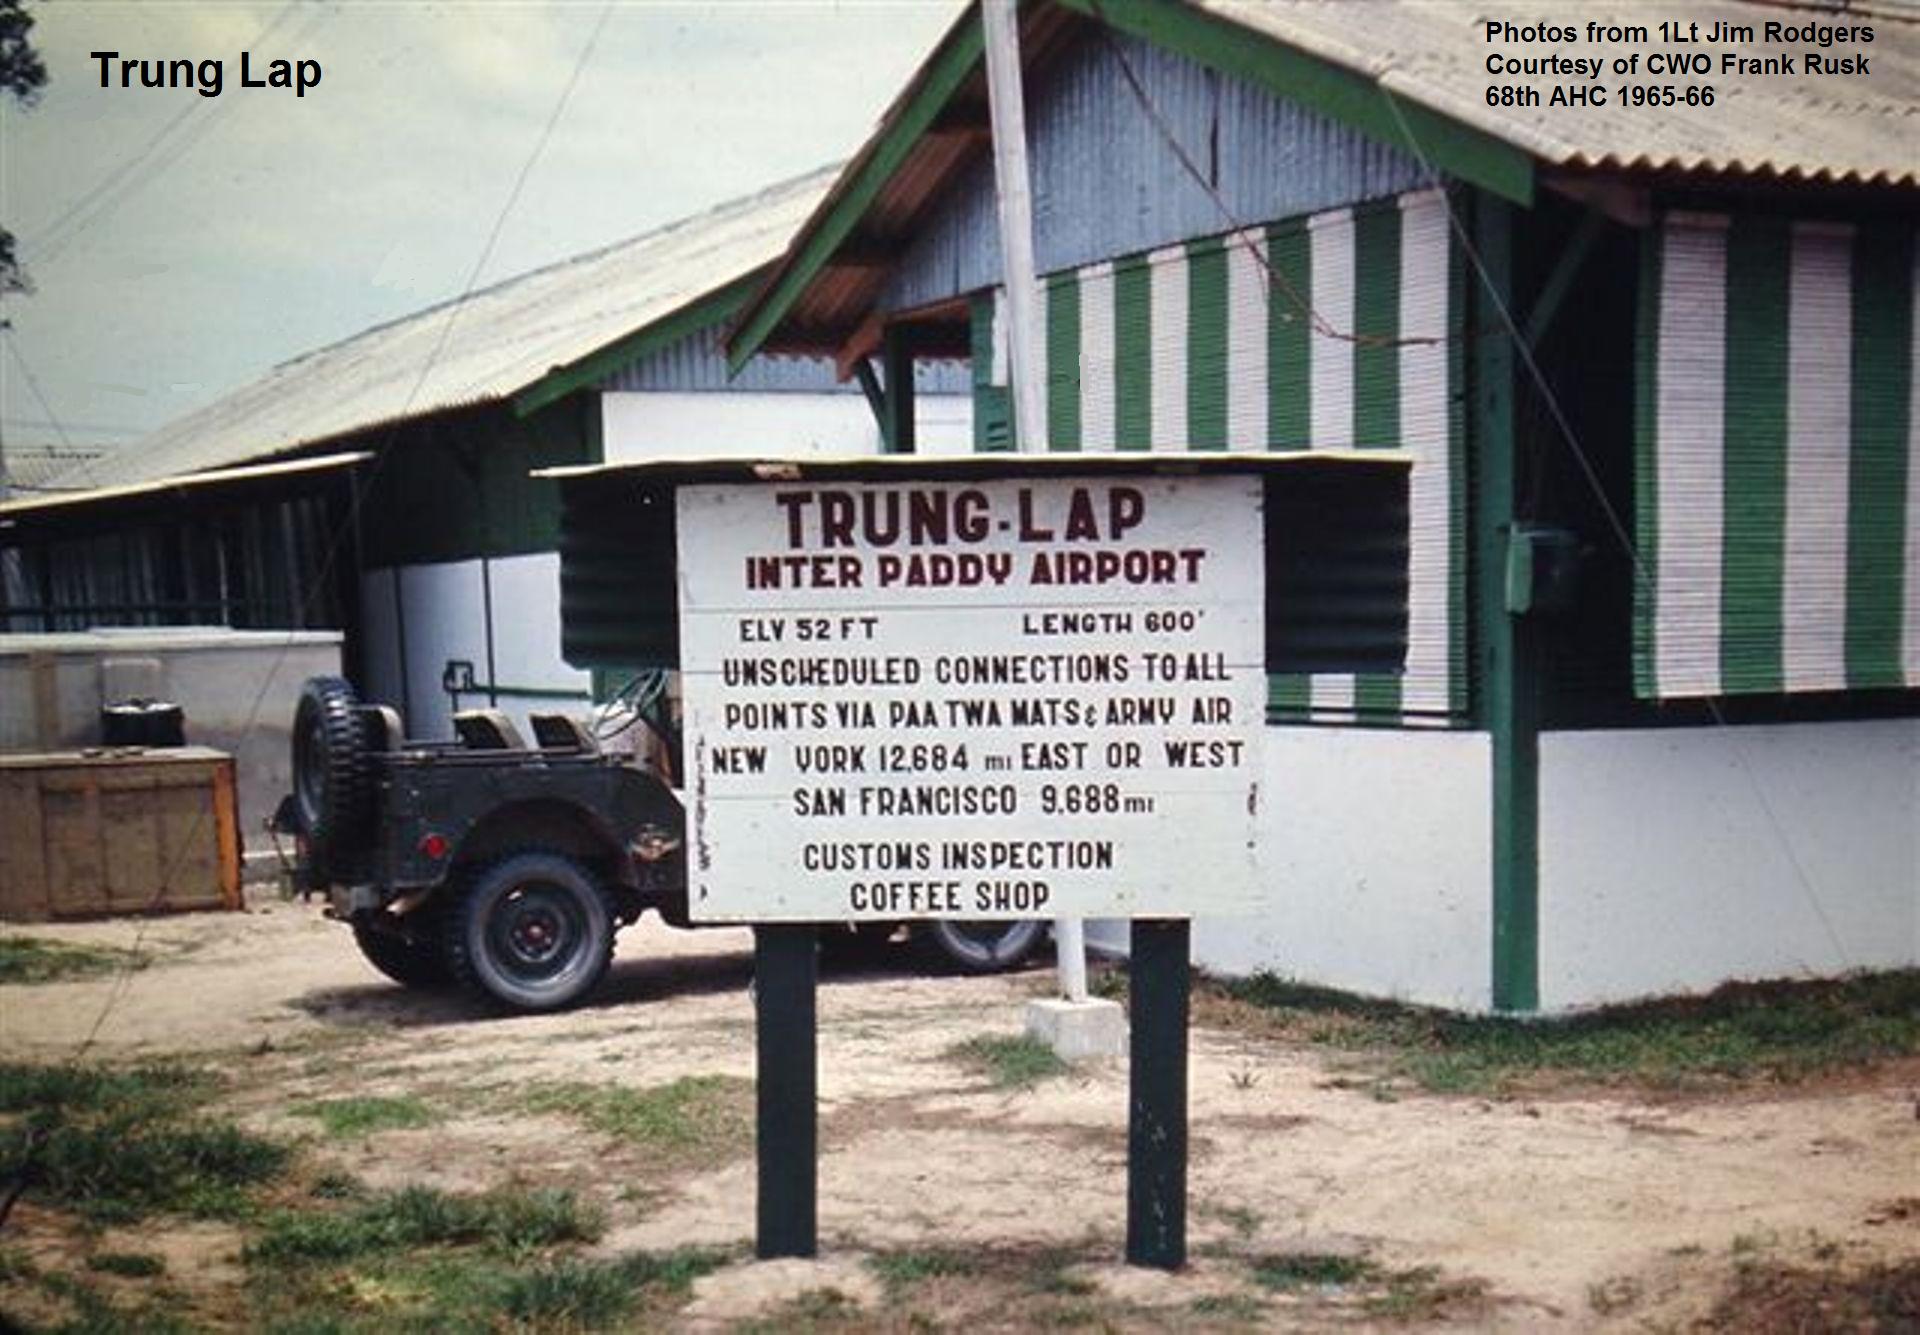 Trung Lap
Photos from 1Lt Jim Rodgers
Courtesy of CWO Frank Rusk
68th AHC 1965-66
TRUNG-LAP
INTER PADDY AIRPORT
ELV 52 FT LENGTH 600'
UNSCHEDULED CONNECTIONS TO ALL
POINTS VIA PAA TWA MATS & ARMY AIR
NEW YORK 12,684 mi EAST OR WEST
SAN FRANCISCO 9,688 mi
CUSTOMS INSPECTION
COFFEE SHOP